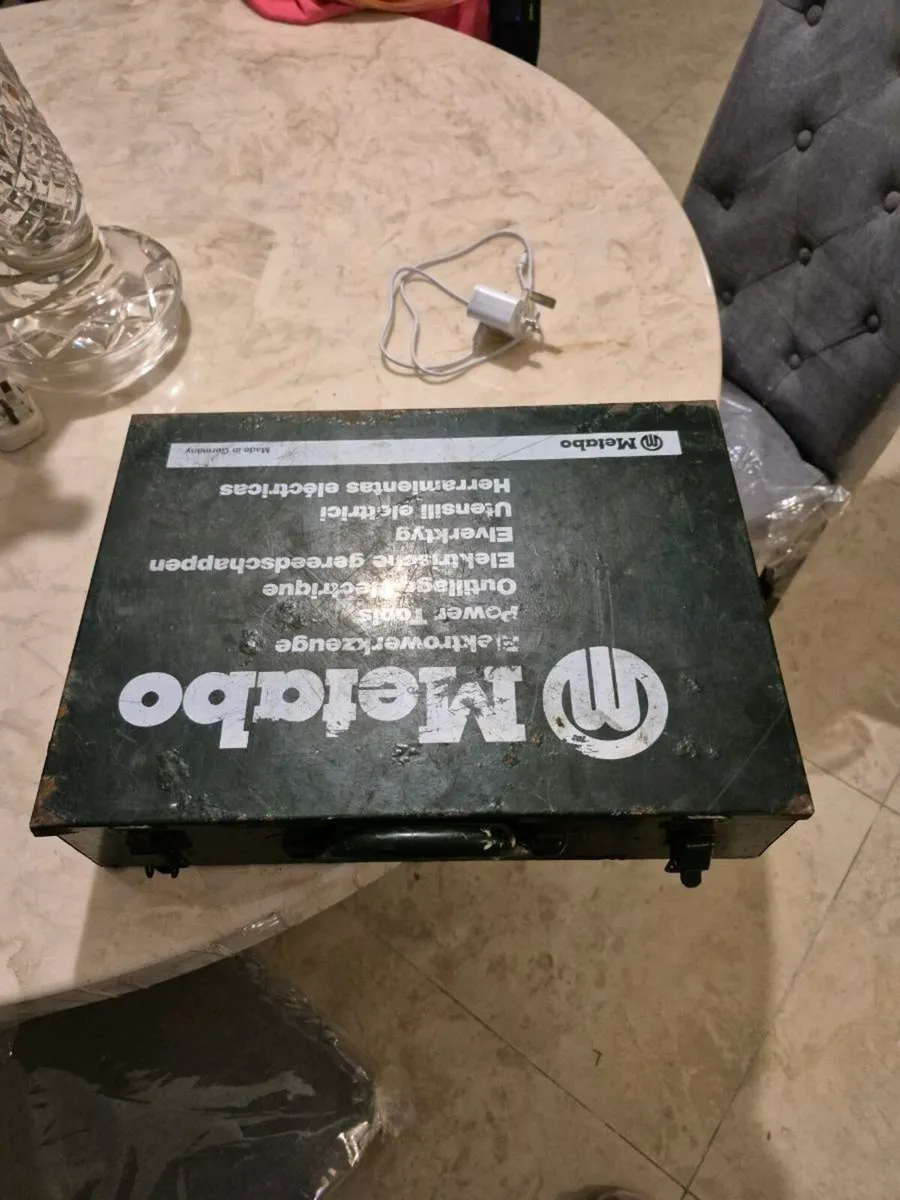 Metabo
Elektrowerkzeuge
Power Tools
Outillage électrique
Elektrische gereedschappen
Elverktyg
Utensili elettrici
Herramientas eléctricas
Metabo Made in Germany